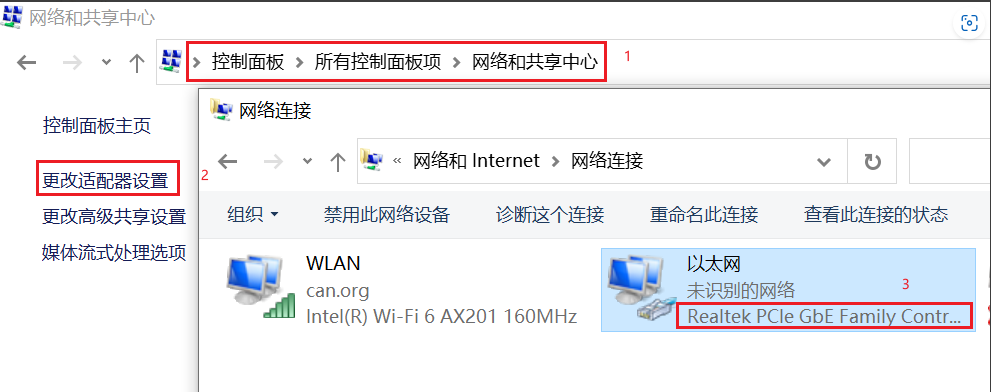 网络和共享中心
控制面板 > 所有控制面板项 > 网络和共享中心 1
控制面板主页
更改适配器设置 2
更改高级共享设置
媒体流式处理选项
网络连接
« 网络和 Internet > 网络连接
组织 禁用此网络设备 诊断这个连接 重命名此连接 查看此连接的状态
WLAN
can.org
Intel(R) Wi-Fi 6 AX201 160MHz
以太网
未识别的网络 3
Realtek PCIe GbE Family Contr...